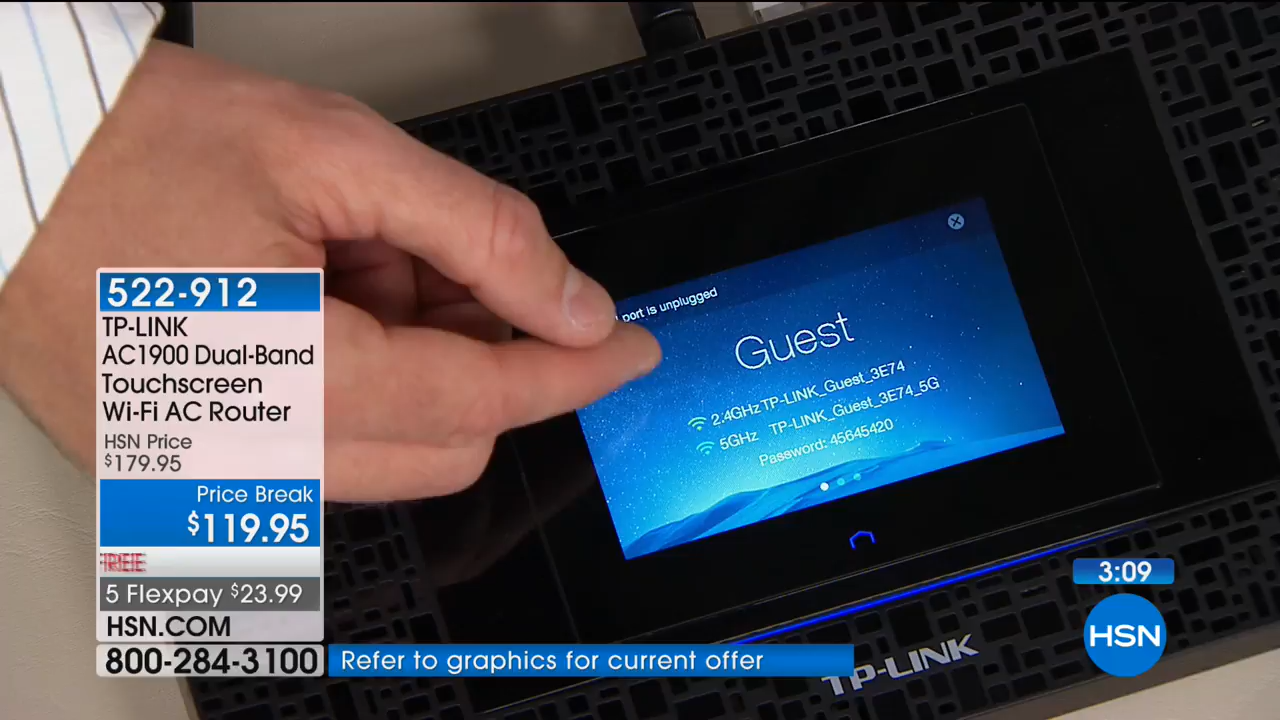 522-912
TP-LINK
AC1900 Dual-Band
Touchscreen
Wi-Fi AC Router
HSN Price
$179.95
Price Break
$119.95
FREE
5 Flexpay $23.99
HSN.COM
800-284-3100
Refer to graphics for current offer
port is unplugged
Guest
2.4GHz TP-LINK_Guest_3E74
5GHz TP-LINK_Guest_3E74_5G
Password: 45645420
3:09
HSN
TP-LINK